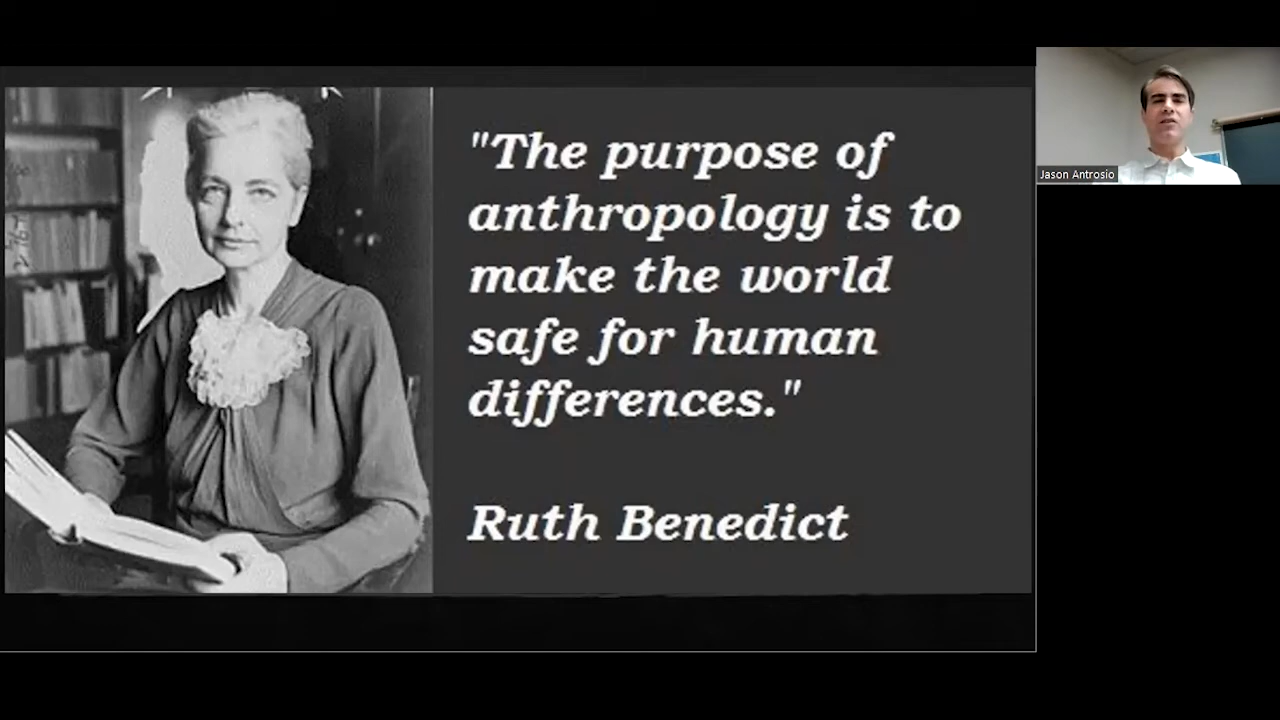 "The purpose of
anthropology is to
make the world
safe for human
differences."
Ruth Benedict
Jason Antrosio